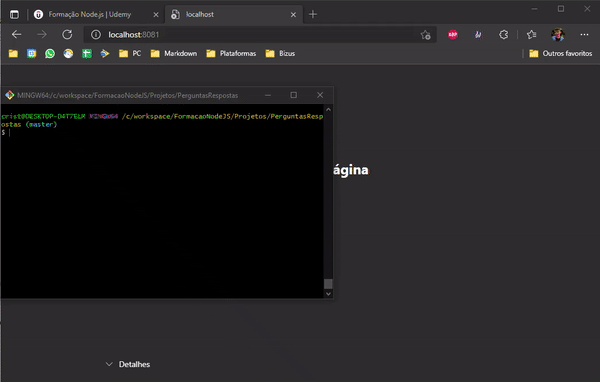 Formação Node.js | Udemy
localhost
localhost:8081
ABP
PC
Markdown
Plataformas
Bizus
Outros favoritos
MINGW64:/c/workspace/FormacaoNodeJS/Projetos/PerguntasRespostas
crist@DESKTOP-D4T7ELM MINGW64 /c/workspace/FormacaoNodeJS/Projetos/PerguntasResp
ostas (master)
$
ágina
Detalhes